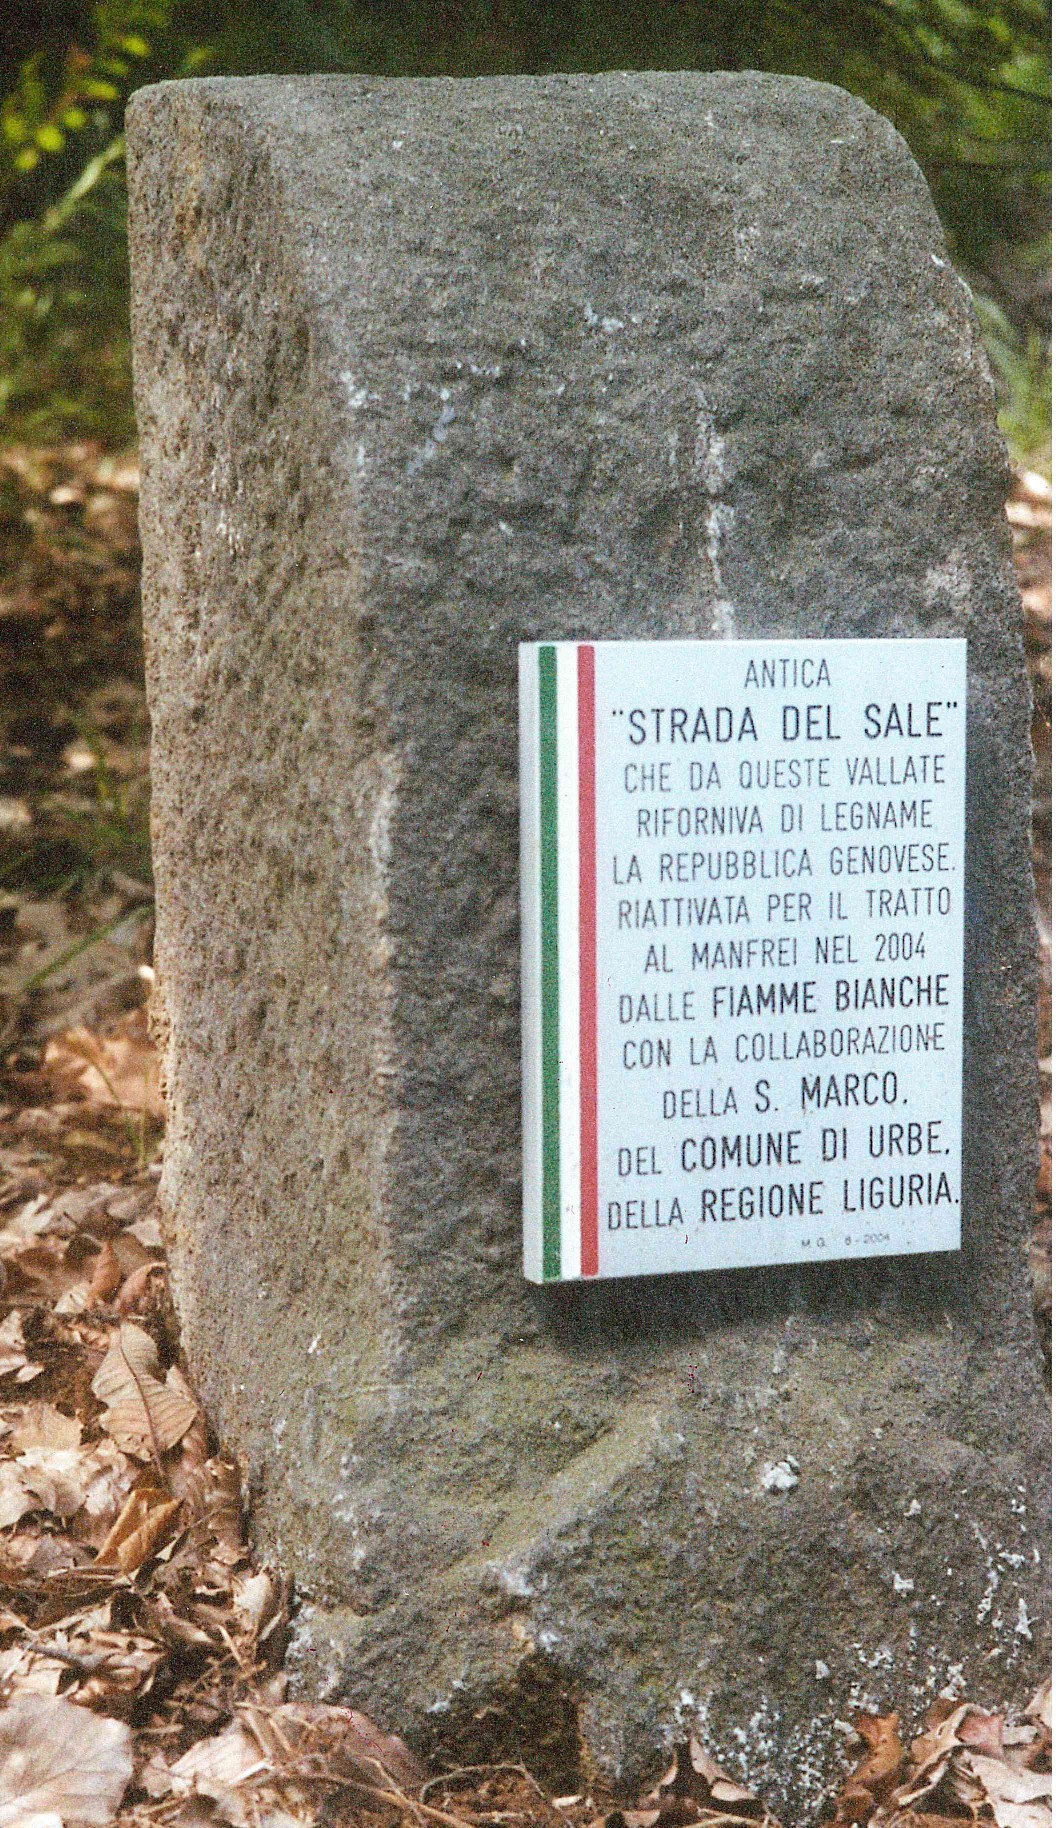 ANTICA
"STRADA DEL SALE"
CHE DA QUESTE VALLATE
RIFORNIVA DI LEGNAME
LA REPUBBLICA GENOVESE.
RIATTIVATA PER IL TRATTO
AL MANFREI NEL 2004
DALLE FIAMME BIANCHE
CON LA COLLABORAZIONE
DELLA S. MARCO,
DEL COMUNE DI URBE,
DELLA REGIONE LIGURIA.
M. G. 6 - 2004